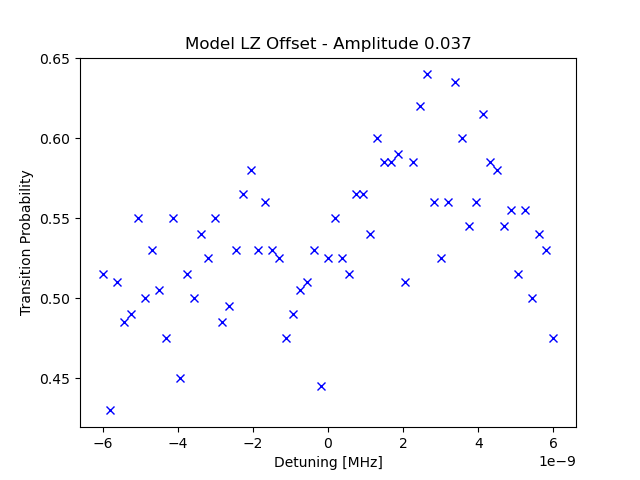 Model LZ Offset - Amplitude 0.037
0.65
0.60
0.55
0.50
0.45
Transition Probability
−6 −4 −2 0 2 4 6
1e−9
Detuning [MHz]